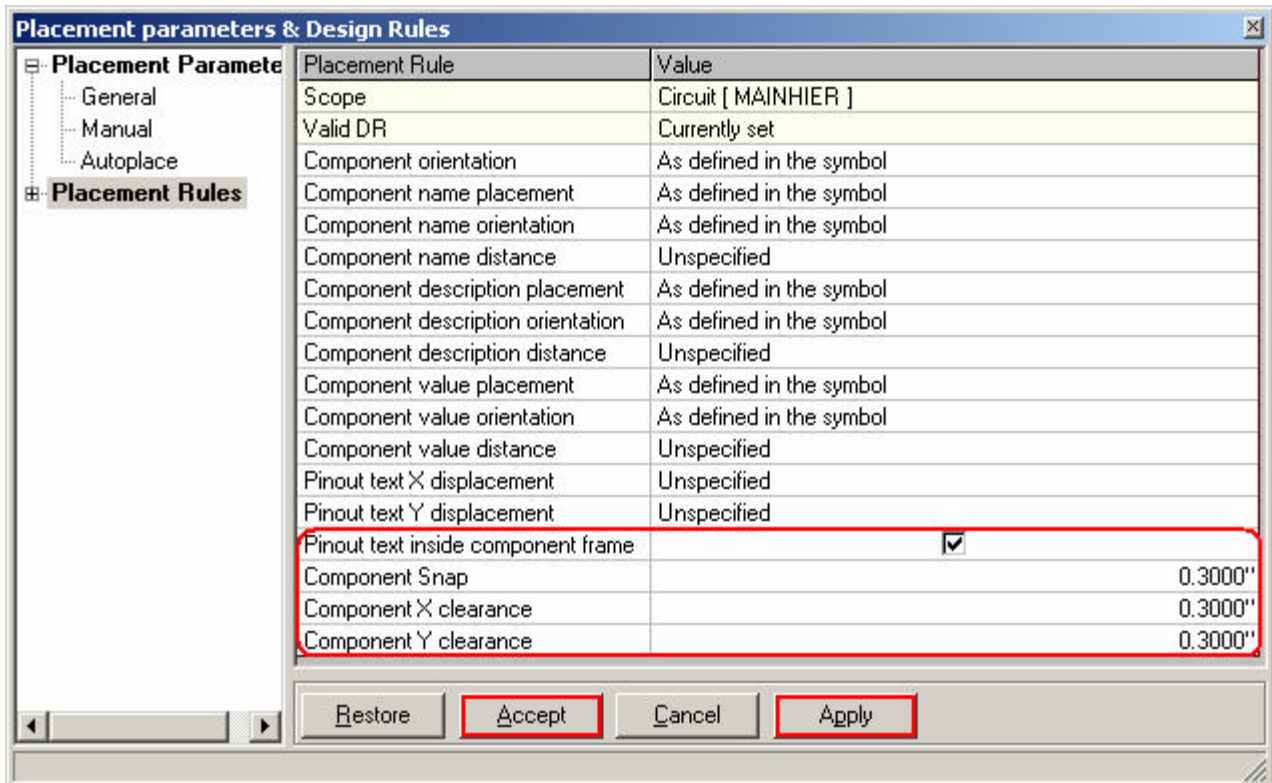 Placement parameters & Design Rules
Placement Paramete
General
Manual
Autoplace
Placement Rules
Placement Rule Value
Scope Circuit [ MAINHIER ]
Valid DR Currently set
Component orientation As defined in the symbol
Component name placement As defined in the symbol
Component name orientation As defined in the symbol
Component name distance Unspecified
Component description placement As defined in the symbol
Component description orientation As defined in the symbol
Component description distance Unspecified
Component value placement As defined in the symbol
Component value orientation As defined in the symbol
Component value distance Unspecified
Pinout text X displacement Unspecified
Pinout text Y displacement Unspecified
Pinout text inside component frame
Component Snap 0.3000"
Component X clearance 0.3000"
Component Y clearance 0.3000"
Restore Accept Cancel Apply